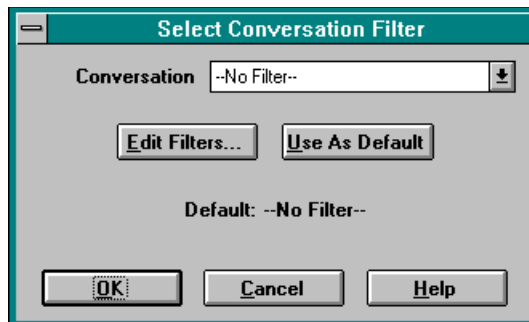 Select Conversation Filter
Conversation --No Filter--
Edit Filters... Use As Default
Default: --No Filter--
OK Cancel Help